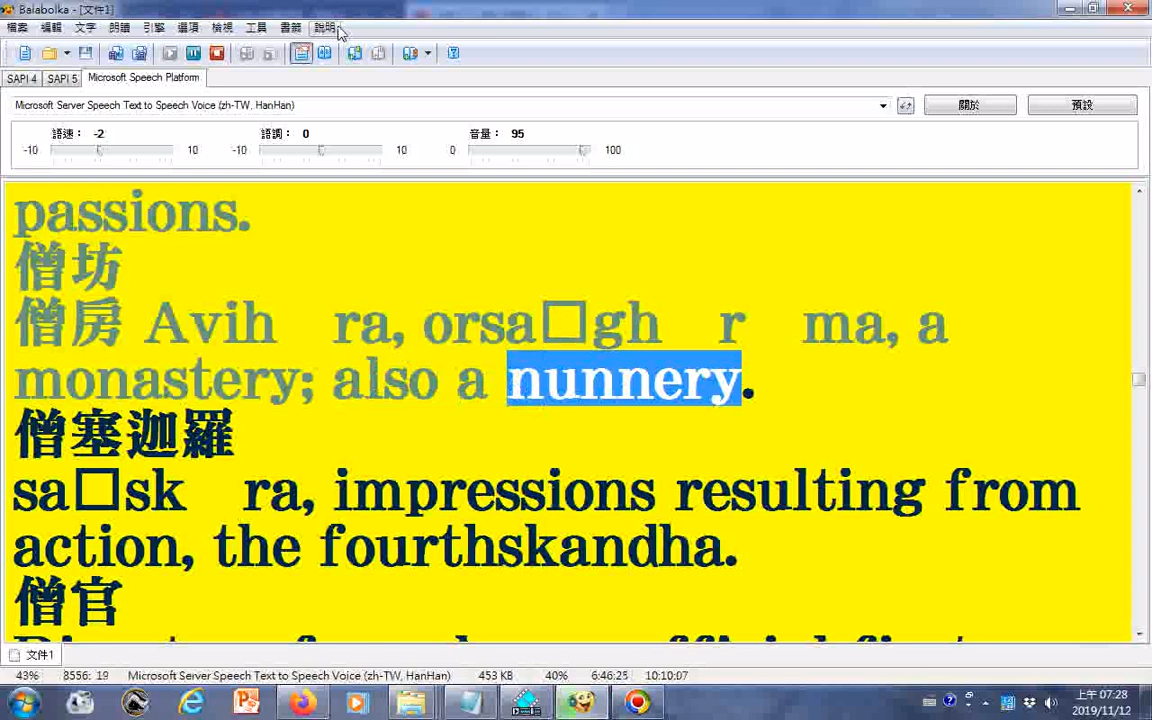 Balabolka - [文件1]
檔案 編輯 文字 朗讀 引擎 選項 檢視 工具 書籤 說明
SAPI 4 SAPI 5 Microsoft Speech Platform
Microsoft Server Speech Text to Speech Voice (zh-TW, HanHan) 關於 預設
語速： -2 語調： 0 音量： 95
-10 10 -10 10 0 100
passions.
僧坊
僧房 Avih ra, orsa□gh r ma, a
monastery; also a nunnery.
僧塞迦羅
sa□sk ra, impressions resulting from
action, the fourthskandha.
僧官
文件1
43% 8556: 19 Microsoft Server Speech Text to Speech Voice (zh-TW, HanHan) 453 KB 40% 6:46:25 10:10:07
上午 07:28
2019/11/12